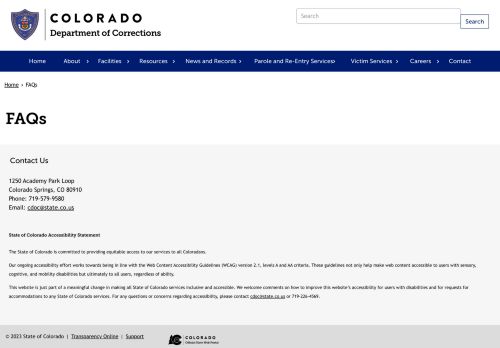 COLORADO
Department of Corrections
Search
Search
Home About Facilities Resources News and Records Parole and Re-Entry Services Victim Services Careers Contact
Home › FAQs
FAQs
Contact Us
1250 Academy Park Loop
Colorado Springs, CO 80910
Phone: 719-579-9580
Email: cdoc@state.co.us
State of Colorado Accessibility Statement
The State of Colorado is committed to providing equitable access to our services to all Coloradans.
Our ongoing accessibility effort works towards being in line with the Web Content Accessibility Guidelines (WCAG) version 2.1, levels A and AA criteria. These guidelines not only help make web content accessible to users with sensory,
cognitive, and mobility disabilities but ultimately to all users, regardless of ability.
This website is just part of a meaningful change in making all State of Colorado services inclusive and accessible. We welcome comments on how to improve this website's accessibility for users with disabilities and for requests for
accommodations to any State of Colorado services. For any questions or concerns regarding accessibility, please contact cdoc@state.co.us or 719-226-4569.
© 2023 State of Colorado | Transparency Online | Support
COLORADO
Official State Web Portal